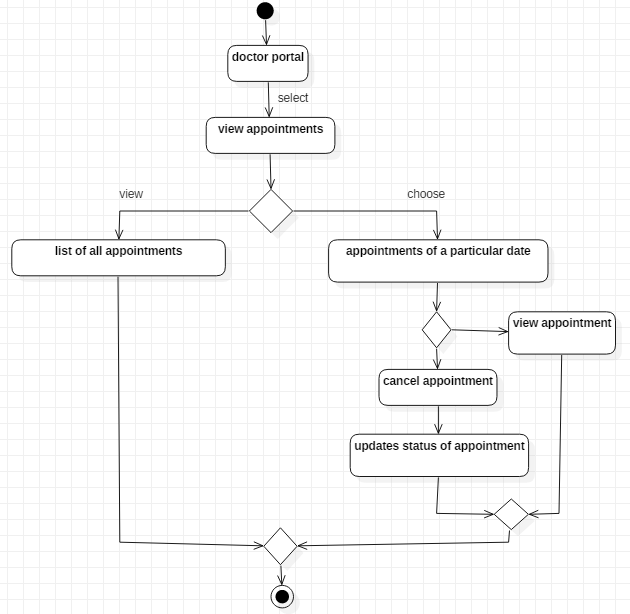 doctor portal
select
view appointments
view
choose
list of all appointments
appointments of a particular date
view appointment
cancel appointment
updates status of appointment